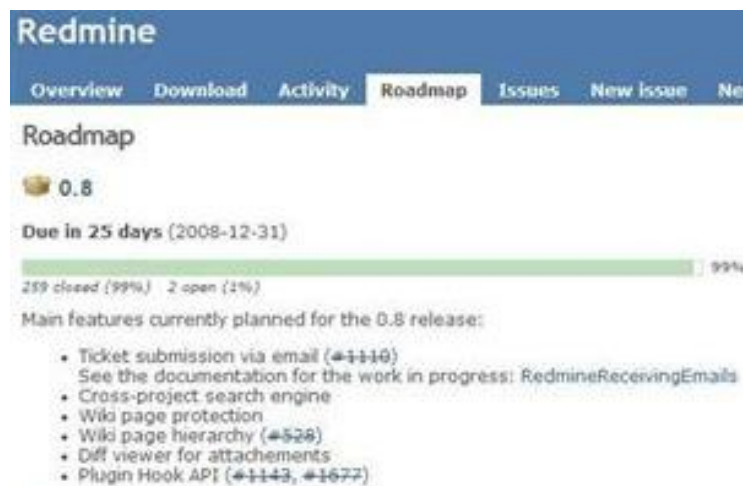 Redmine
Overview Download Activity Roadmap Issues New issue Ne
Roadmap
0.8
Due in 25 days (2008-12-31)
99%
259 closed (99%) 2 open (1%)
Main features currently planned for the 0.8 release:
• Ticket submission via email (#1110)
See the documentation for the work in progress: RedmineReceivingEmails
• Cross-project search engine
• Wiki page protection
• Wiki page hierarchy (#528)
• Diff viewer for attachements
• Plugin Hook API (#1143, #1677)